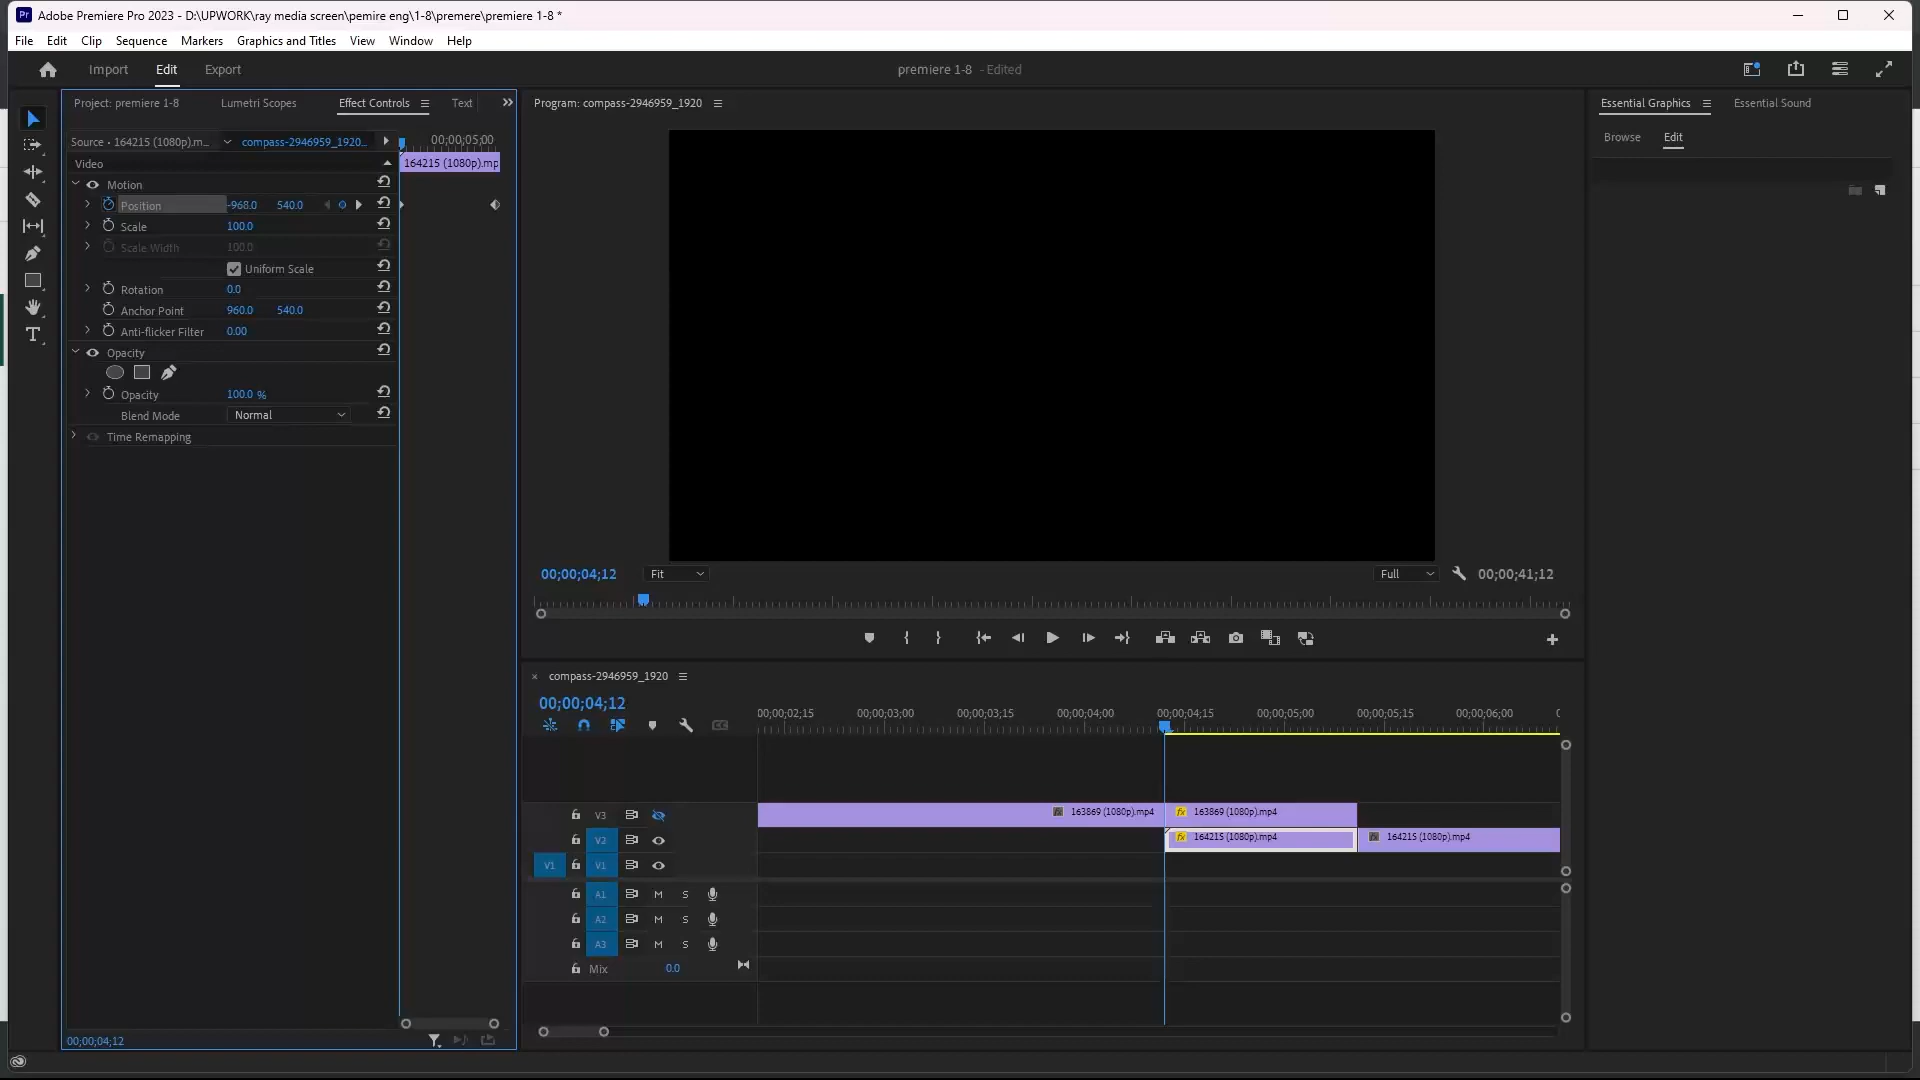 Adobe Premiere Pro 2023 - D:\UPWORK\ray media screen\pemire eng\1-8\premere\premiere 1-8 *
File Edit Clip Sequence Markers Graphics and Titles View Window Help
Import Edit Export
premiere 1-8 - Edited
Project: premiere 1-8 Lumetri Scopes Effect Controls Text
Source • 164215 (1080p).m... compass-2946959_1920...
00;00;05;00
Video
164215 (1080p).mp
Motion
Position -968.0 540.0
Scale 100.0
Scale Width 100.0
Uniform Scale
Rotation 0.0
Anchor Point 960.0 540.0
Anti-flicker Filter 0.00
Opacity
Opacity 100.0 %
Blend Mode Normal
Time Remapping
00;00;04;12
Program: compass-2946959_1920
00;00;04;12 Fit Full 00;00;41;12
Essential Graphics Essential Sound
Browse Edit
× compass-2946959_1920
00;00;04;12
00;00;02;15 00;00;03;00 00;00;03;15 00;00;04;00 00;00;04;15 00;00;05;00 00;00;05;15 00;00;06;00
V3 163869 (1080p).mp4 163869 (1080p).mp4
V2 164215 (1080p).mp4 164215 (1080p).mp4
V1 V1
A1 M S
A2 M S
A3 M S
Mix 0.0